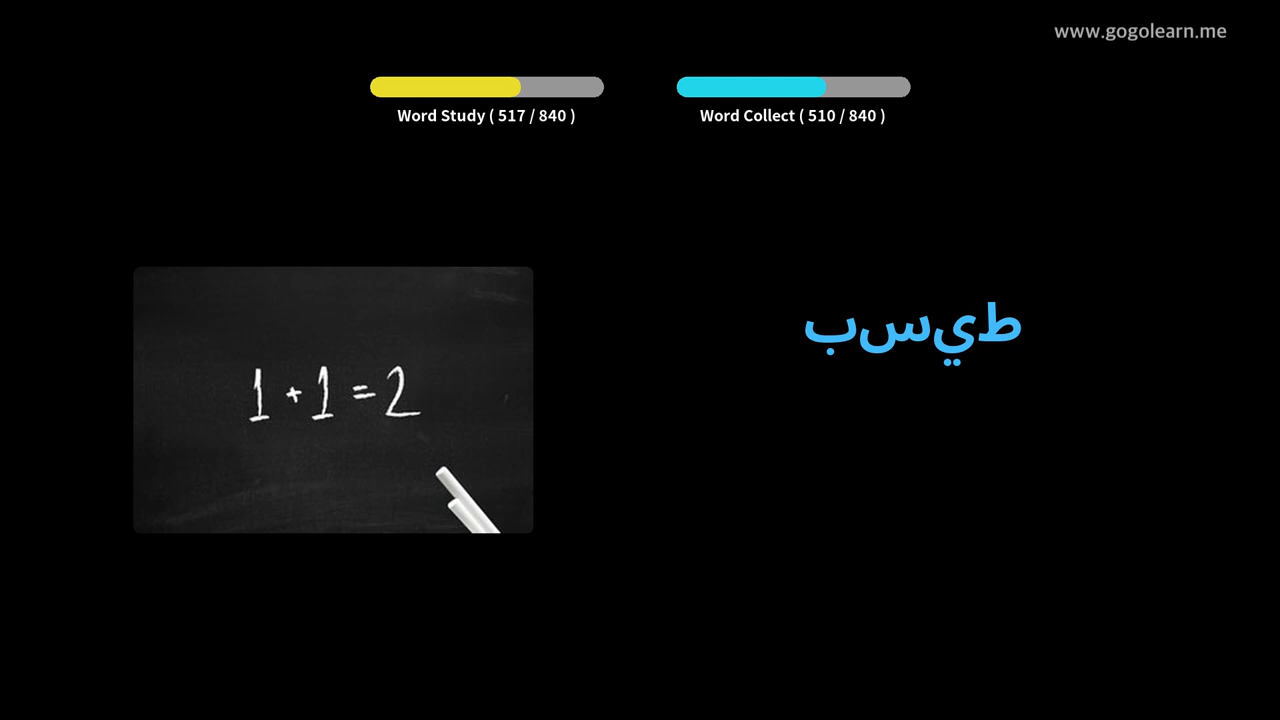 www.gogolearn.me
Word Study ( 517 / 840 )
Word Collect ( 510 / 840 )
1 + 1 = 2
بسيط